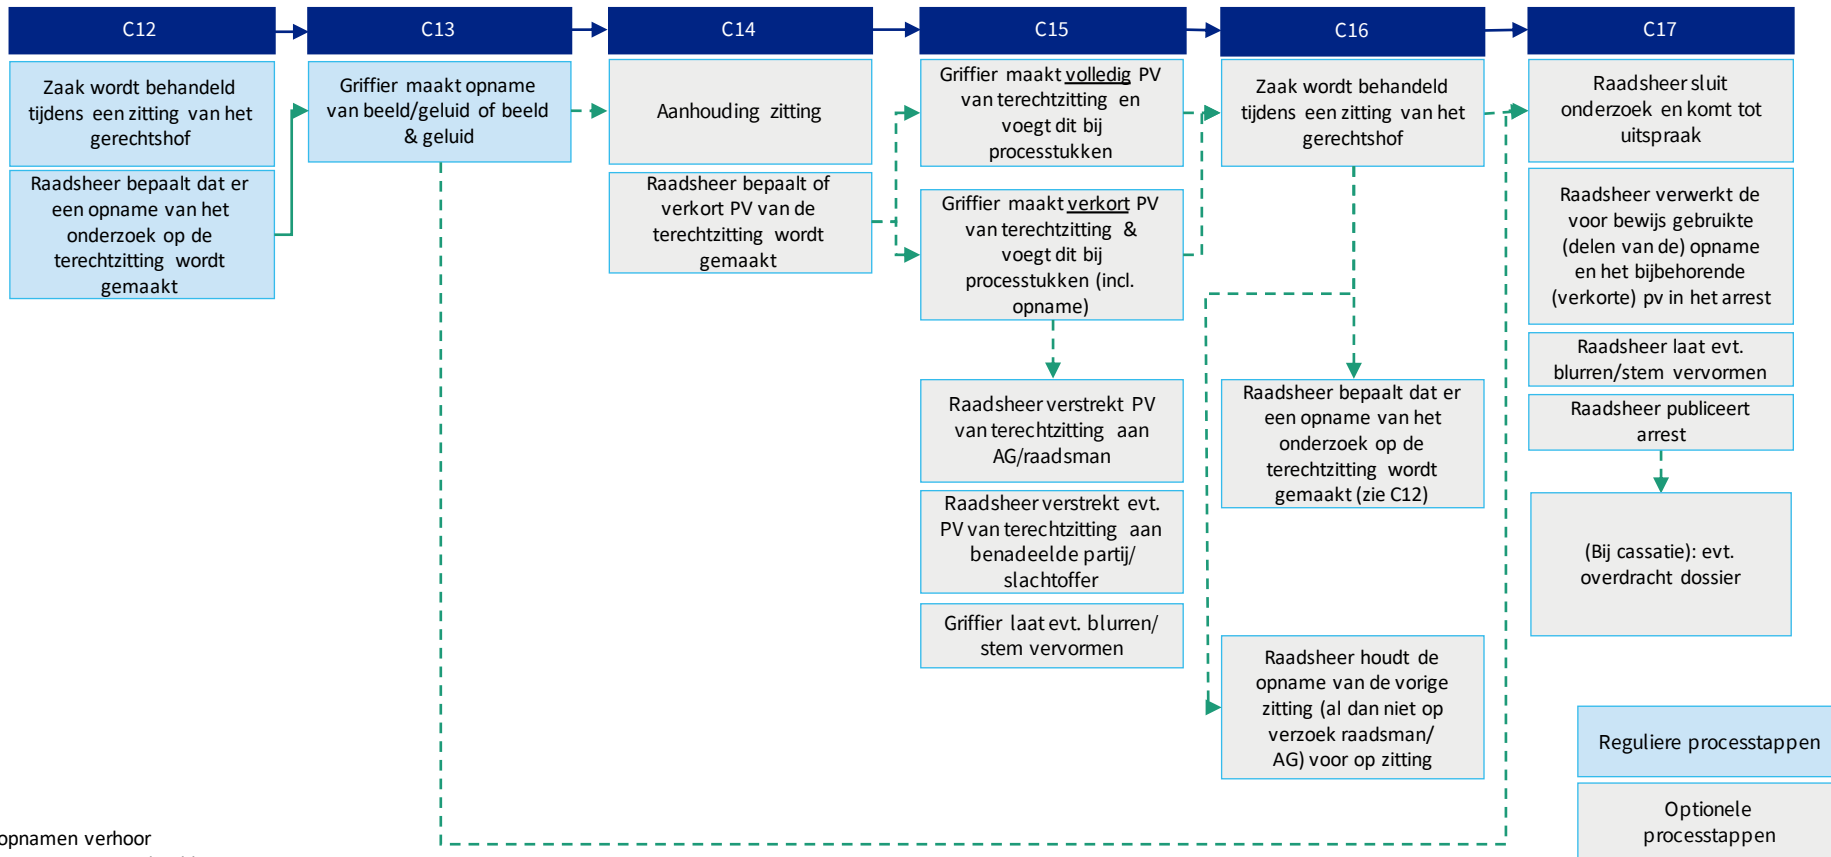 C12
C13
C14
C15
C16
C17
Zaak wordt behandeld
tijdens een zitting van het
gerechtshof
Raadsheer bepaalt dat er
een opname van het
onderzoek op de
terechtzitting wordt
gemaakt
Griffier maakt opname
van beeld/geluid of beeld
& geluid
Aanhouding zitting
Raadsheer bepaalt of
verkort PV van de
terechtzitting wordt
gemaakt
Griffier maakt volledig PV
van terechtzitting en
voegt dit bij
processtukken
Griffier maakt verkort PV
van terechtzitting &
voegt dit bij
processtukken (incl.
opname)
Raadsheer verstrekt PV
van terechtzitting aan
AG/raadsman
Raadsheer verstrekt evt.
PV van terechtzitting aan
benadeelde partij/
slachtoffer
Griffier laat evt. blurren/
stem vervormen
Zaak wordt behandeld
tijdens een zitting van het
gerechtshof
Raadsheer bepaalt dat er
een opname van het
onderzoek op de
terechtzitting wordt
gemaakt (zie C12)
Raadsheer houdt de
opname van de vorige
zitting (al dan niet op
verzoek raadsman/
AG) voor op zitting
Raadsheer sluit
onderzoek en komt tot
uitspraak
Raadsheer verwerkt de
voor bewijs gebruikte
(delen van de) opname
en het bijbehorende
(verkorte) pv in het arrest
Raadsheer laat evt.
blurren/stem vervormen
Raadsheer publiceert
arrest
(Bij cassatie): evt.
overdracht dossier
Reguliere processtappen
Optionele
processtappen
opnamen verhoor